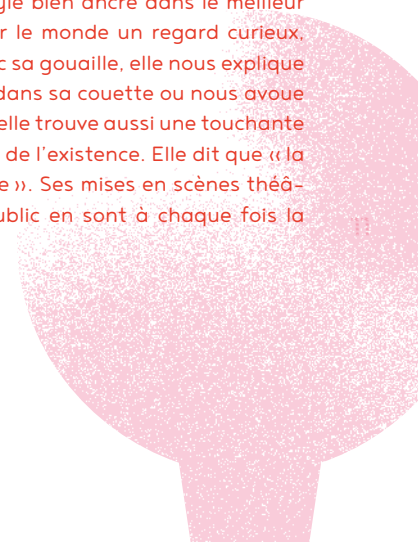 yle bien ancré dans le meilleur
r le monde un regard curieux,
c sa gouaille, elle nous explique
dans sa couette ou nous avoue
elle trouve aussi une touchante
de l'existence. Elle dit que « la
e ». Ses mises en scènes théâ-
ublic en sont à chaque fois la